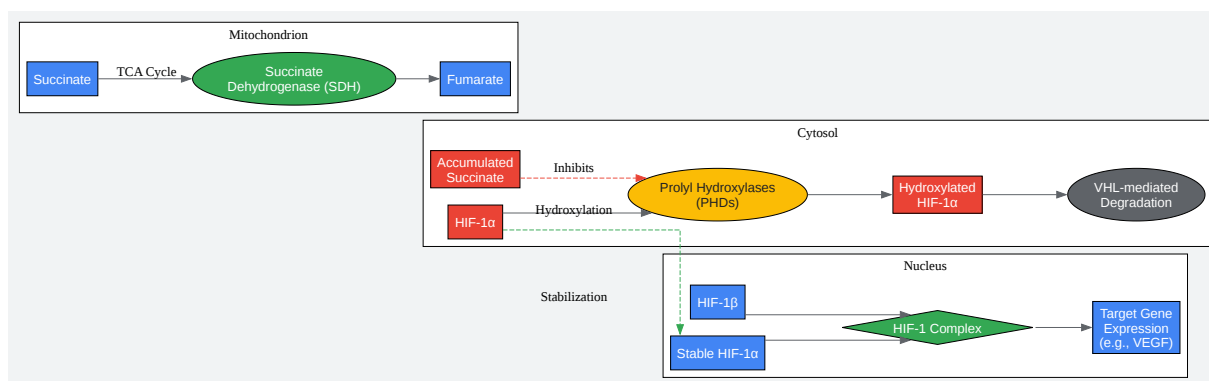 Mitochondrion
Succinate
TCA Cycle
Succinate
Dehydrogenase (SDH)
Fumarate
Cytosol
Accumulated
Succinate
Inhibits
Prolyl Hydroxylases
(PHDs)
Hydroxylated
HIF-1α
VHL-mediated
Degradation
HIF-1α
Hydroxylation
Nucleus
Stabilization
HIF-1β
HIF-1 Complex
Target Gene
Expression
(e.g., VEGF)
Stable HIF-1α